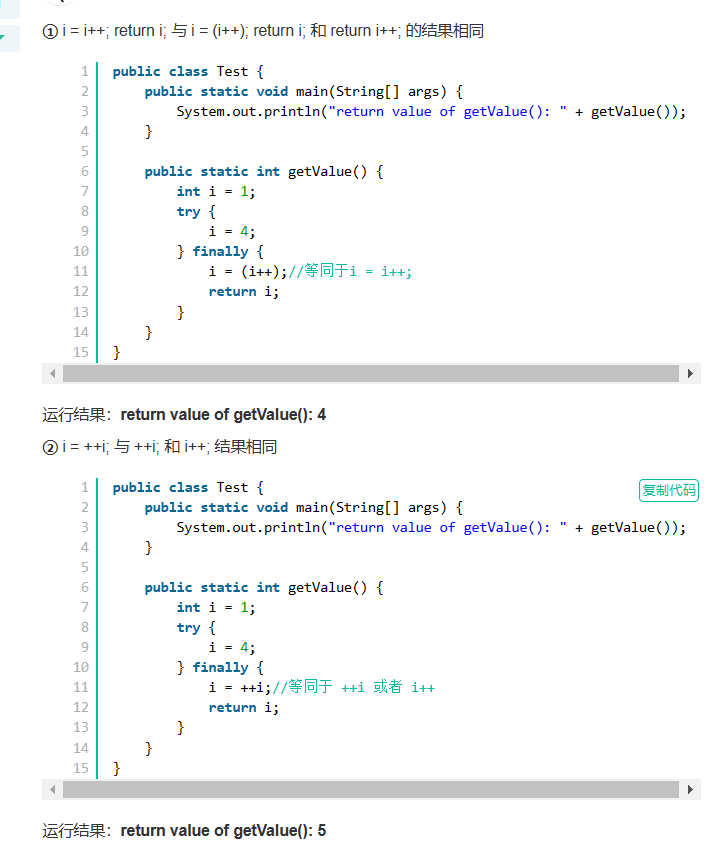 ① i = i++; return i; 与 i = (i++); return i; 和 return i++; 的结果相同
1 public class Test {
2 public static void main(String[] args) {
3 System.out.println("return value of getValue(): " + getValue());
4 }
5
6 public static int getValue() {
7 int i = 1;
8 try {
9 i = 4;
10 } finally {
11 i = (i++);//等同于i = i++;
12 return i;
13 }
14 }
15 }
运行结果：return value of getValue(): 4
② i = ++i; 与 ++i; 和 i++; 结果相同
复制代码
1 public class Test {
2 public static void main(String[] args) {
3 System.out.println("return value of getValue(): " + getValue());
4 }
5
6 public static int getValue() {
7 int i = 1;
8 try {
9 i = 4;
10 } finally {
11 i = ++i;//等同于 ++i 或者 i++
12 return i;
13 }
14 }
15 }
运行结果：return value of getValue(): 5